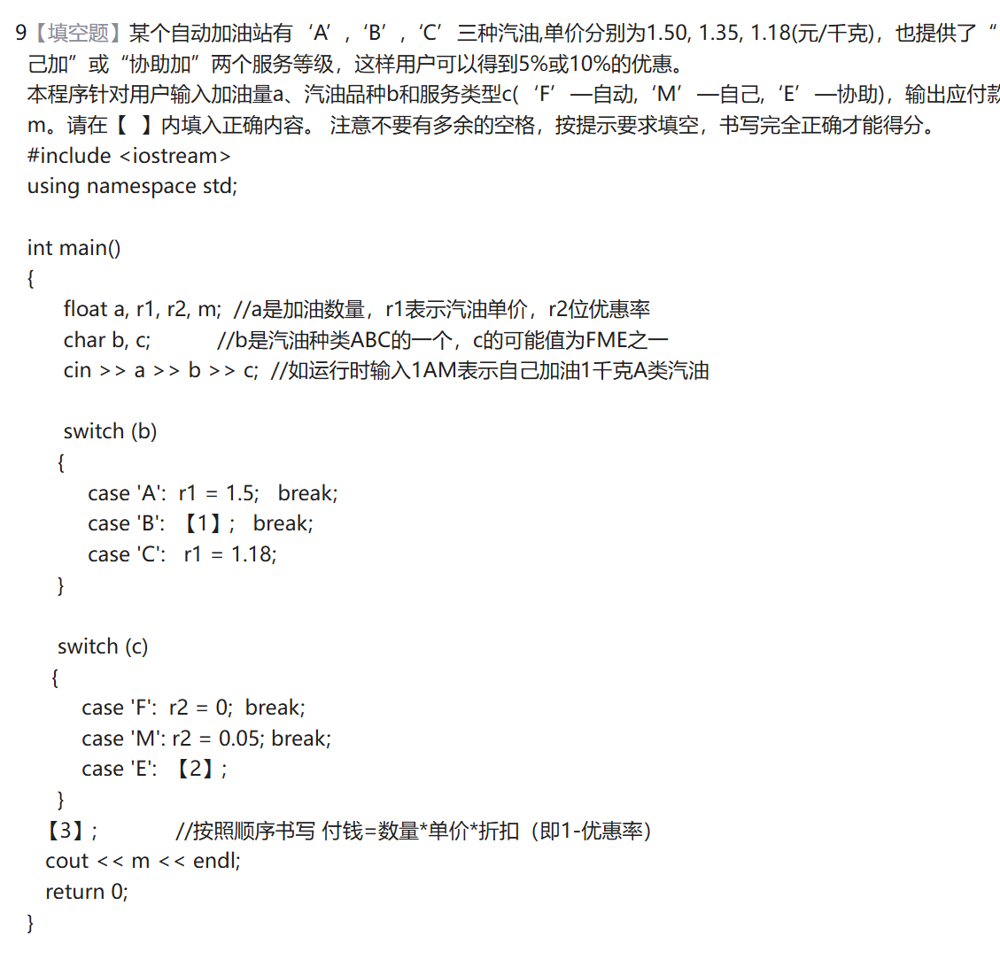 9【填空题】某个自动加油站有‘A’,‘B’,‘C’三种汽油,单价分别为1.50, 1.35, 1.18(元/千克)，也提供了“
己加”或“协助加”两个服务等级，这样用户可以得到5%或10%的优惠。
本程序针对用户输入加油量a、汽油品种b和服务类型c(‘F’—自动,‘M’—自己,‘E’—协助)，输出应付款
m。请在【 】内填入正确内容。 注意不要有多余的空格，按提示要求填空，书写完全正确才能得分。
#include <iostream>
using namespace std;
int main()
{
float a, r1, r2, m; //a是加油数量，r1表示汽油单价，r2位优惠率
char b, c; //b是汽油种类ABC的一个，c的可能值为FME之一
cin >> a >> b >> c; //如运行时输入1AM表示自己加油1千克A类汽油
switch (b)
{
case 'A': r1 = 1.5; break;
case 'B': 【1】; break;
case 'C': r1 = 1.18;
}
switch (c)
{
case 'F': r2 = 0; break;
case 'M': r2 = 0.05; break;
case 'E': 【2】;
}
【3】; //按照顺序书写 付钱=数量*单价*折扣（即1-优惠率）
cout << m << endl;
return 0;
}